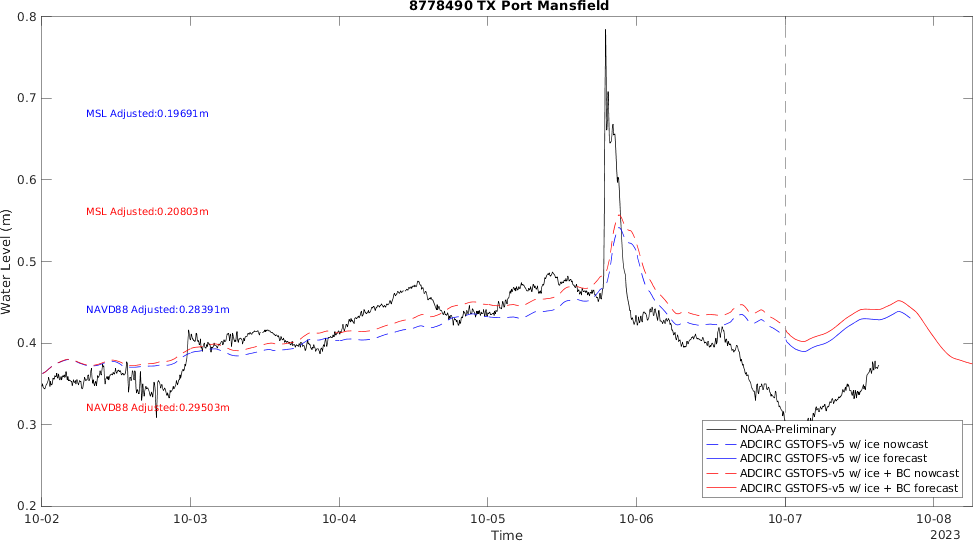 8778490 TX Port Mansfield
0.8
0.7
0.6
0.5
0.4
0.3
0.2
Water Level (m)
MSL Adjusted:0.19691m
MSL Adjusted:0.20803m
NAVD88 Adjusted:0.28391m
NAVD88 Adjusted:0.29503m
NOAA-Preliminary
ADCIRC GSTOFS-v5 w/ ice nowcast
ADCIRC GSTOFS-v5 w/ ice forecast
ADCIRC GSTOFS-v5 w/ ice + BC nowcast
ADCIRC GSTOFS-v5 w/ ice + BC forecast
10-02 10-03 10-04 10-05 10-06 10-07 10-08
Time
2023